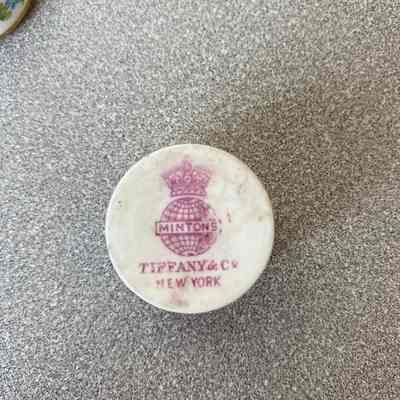 MINTONS
TIFFANY & Co
NEW YORK